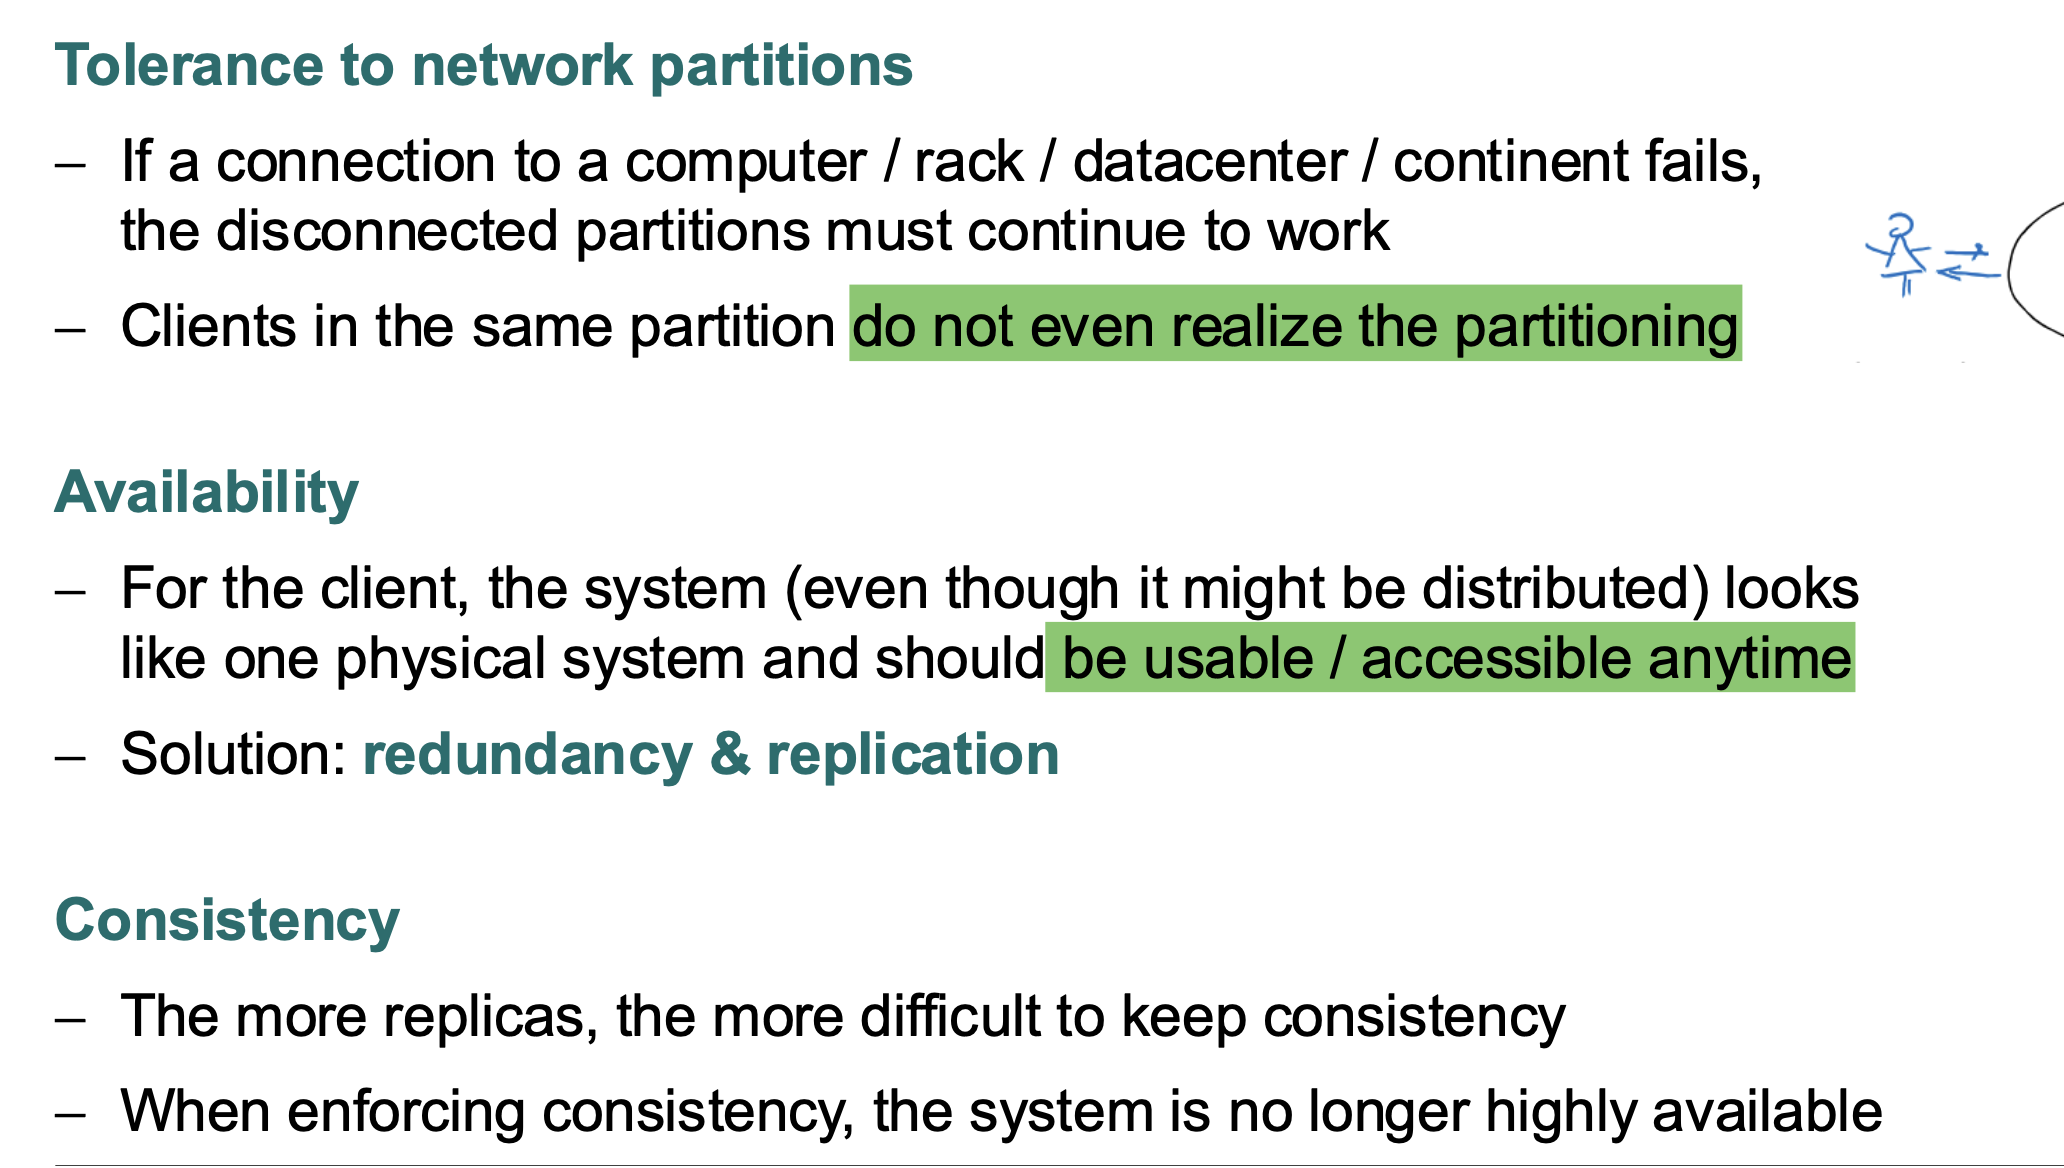 Tolerance to network partitions
– If a connection to a computer / rack / datacenter / continent fails,
the disconnected partitions must continue to work
– Clients in the same partition do not even realize the partitioning
Availability
– For the client, the system (even though it might be distributed) looks
like one physical system and should be usable / accessible anytime
– Solution: redundancy & replication
Consistency
– The more replicas, the more difficult to keep consistency
– When enforcing consistency, the system is no longer highly available